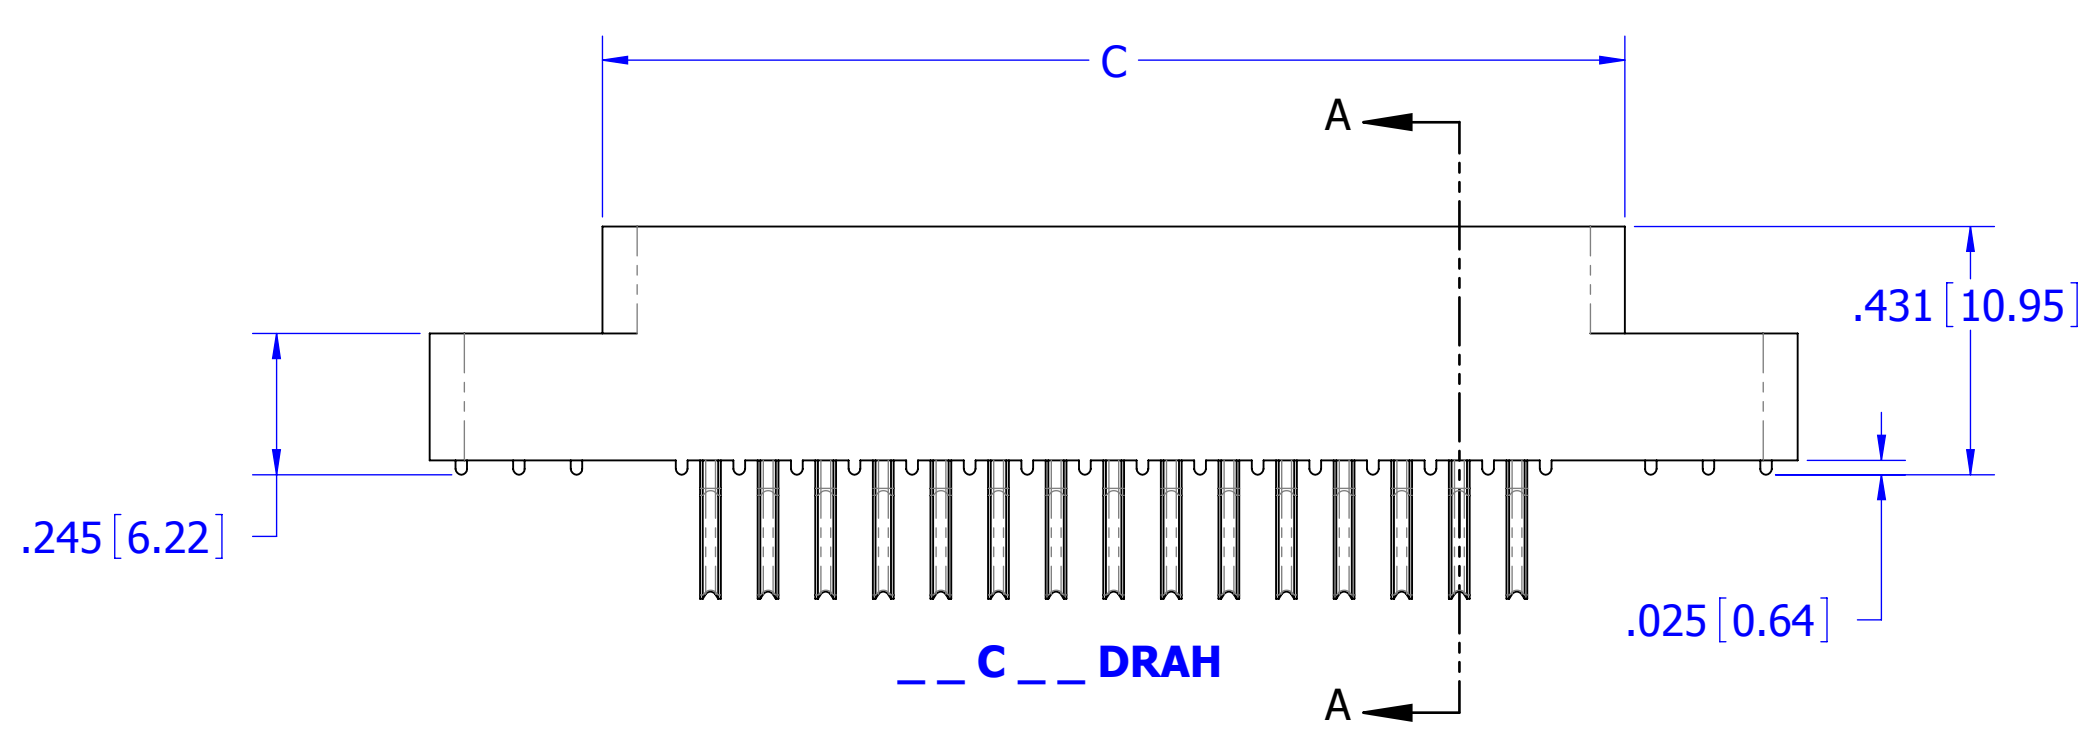 C
A
.431 [10.95]
.245 [6.22]
.025 [0.64]
_ _ C _ _ DRAH
A